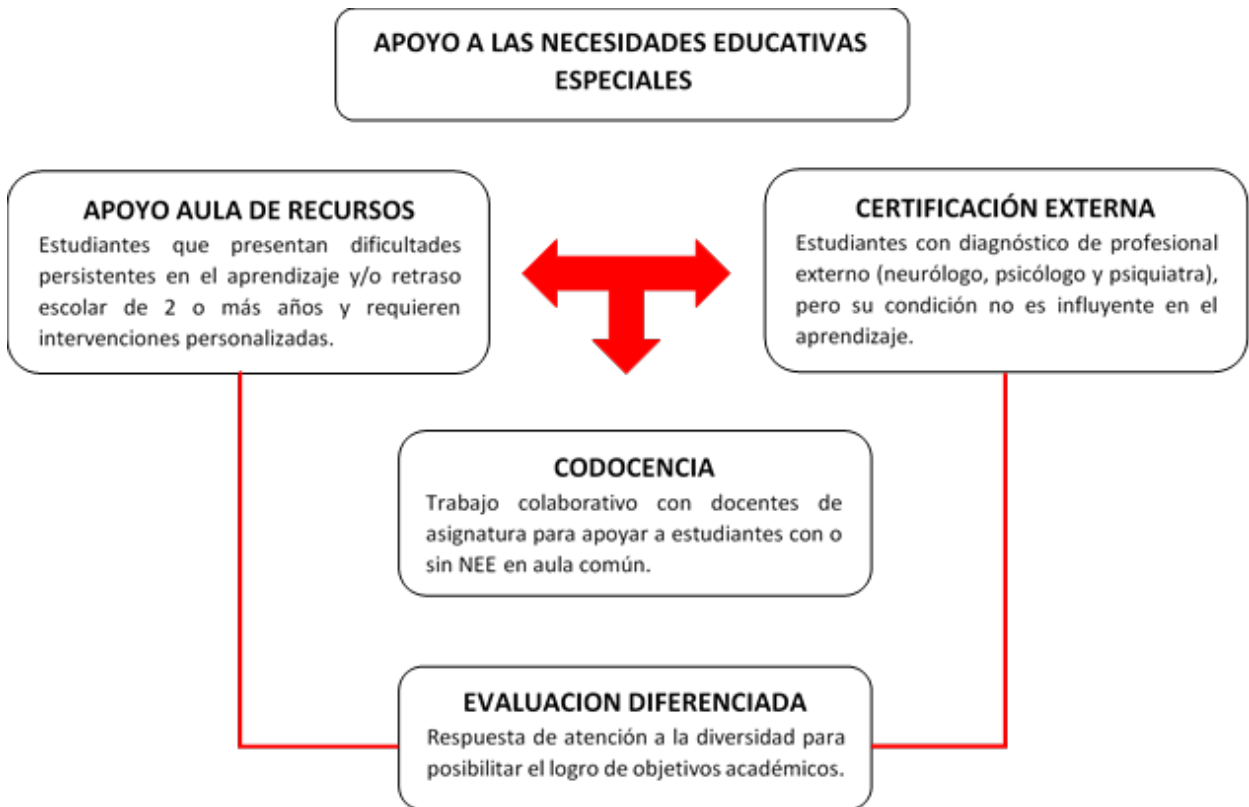 APOYO A LAS NECESIDADES EDUCATIVAS
ESPECIALES
APOYO AULA DE RECURSOS
Estudiantes que presentan dificultades
persistentes en el aprendizaje y/o retraso
escolar de 2 o más años y requieren
intervenciones personalizadas.
CERTIFICACIÓN EXTERNA
Estudiantes con diagnóstico de profesional
externo (neurólogo, psicólogo y psiquiatra),
pero su condición no es influyente en el
aprendizaje.
CODOCENCIA
Trabajo colaborativo con docentes de
asignatura para apoyar a estudiantes con o
sin NEE en aula común.
EVALUACION DIFERENCIADA
Respuesta de atención a la diversidad para
posibilitar el logro de objetivos académicos.